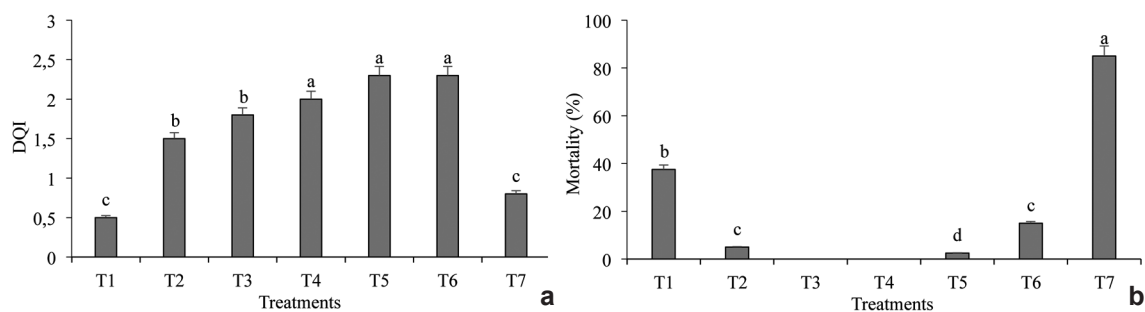 3
2,5
2
1,5
1
0,5
0
DQI
c
b
b
a
a
a
c
T1 T2 T3 T4 T5 T6 T7
Treatments
a
100
80
60
40
20
0
Mortality (%)
b
c
d
c
a
T1 T2 T3 T4 T5 T6 T7
Treatments
b